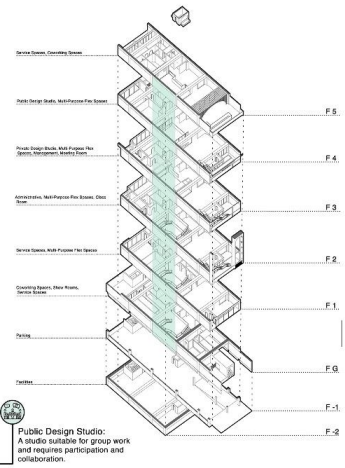 Service Spaces, Coworking Spaces
Public Design Studio, Multi-Purpose Flex Spaces
F 5
Private Design Studio, Multi-Purpose Flex
Spaces, Management, Meeting Room
F 4
Administrative, Multi-Purpose Flex Spaces, Class
Room
F 3
Service Spaces, Multi-Purpose Flex Spaces
F 2
Coworking Spaces, Show Rooms,
Service Spaces
F 1
Parking
F G
Facilities
F -1
F -2
Public Design Studio:
A studio suitable for group work
and requires participation and
collaboration.